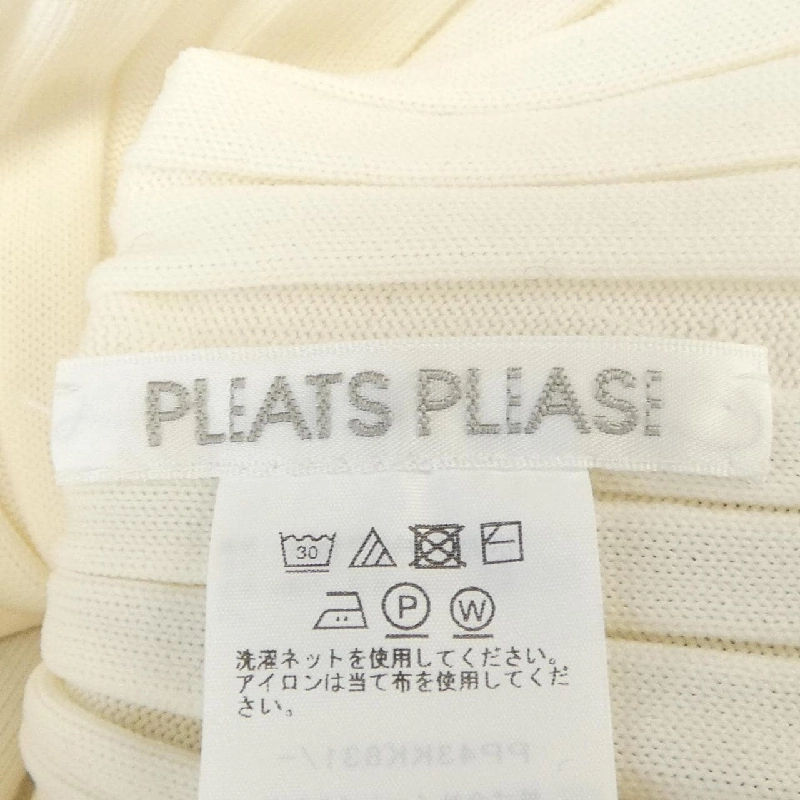 PLEATS PLEASE
30
P W
洗濯ネットを使用してください。
アイロンは当て布を使用してくだ
さい。
PP43KK631/-